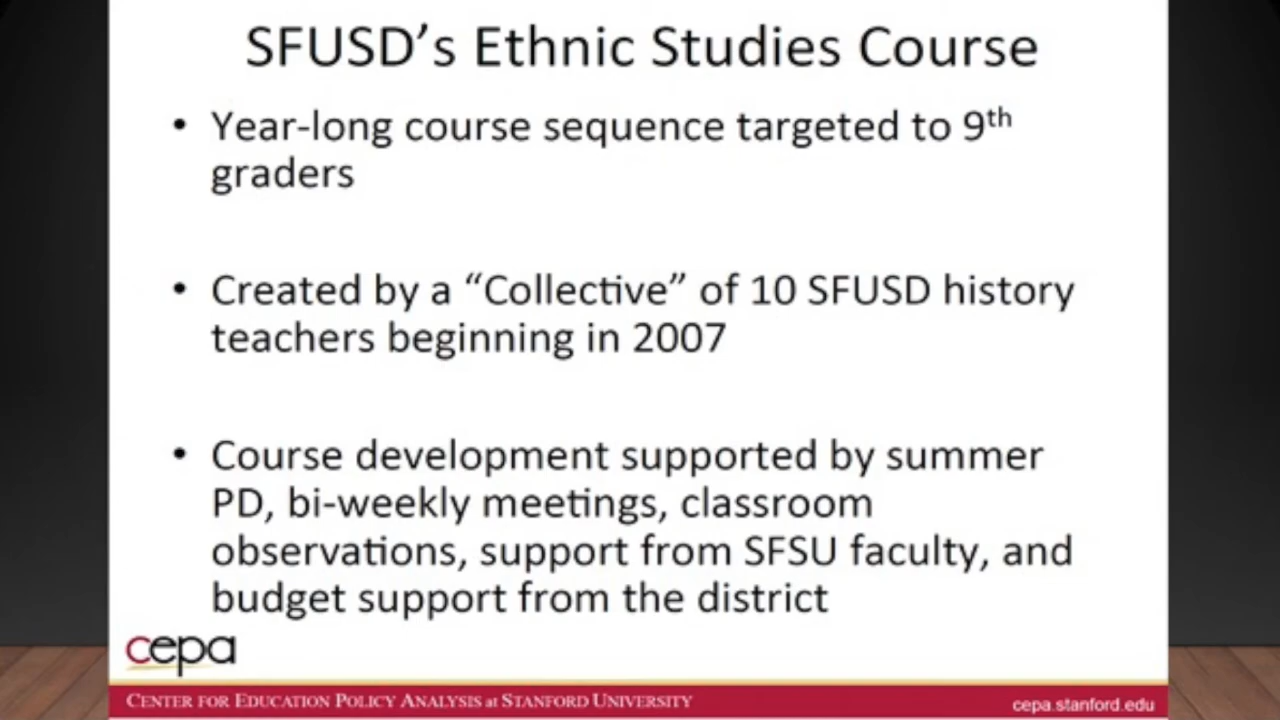 SFUSD’s Ethnic Studies Course
• Year-long course sequence targeted to 9th
graders
• Created by a “Collective” of 10 SFUSD history
teachers beginning in 2007
• Course development supported by summer
PD, bi-weekly meetings, classroom
observations, support from SFSU faculty, and
budget support from the district
cepa
CENTER FOR EDUCATION POLICY ANALYSIS at STANFORD UNIVERSITY
cepa.stanford.edu